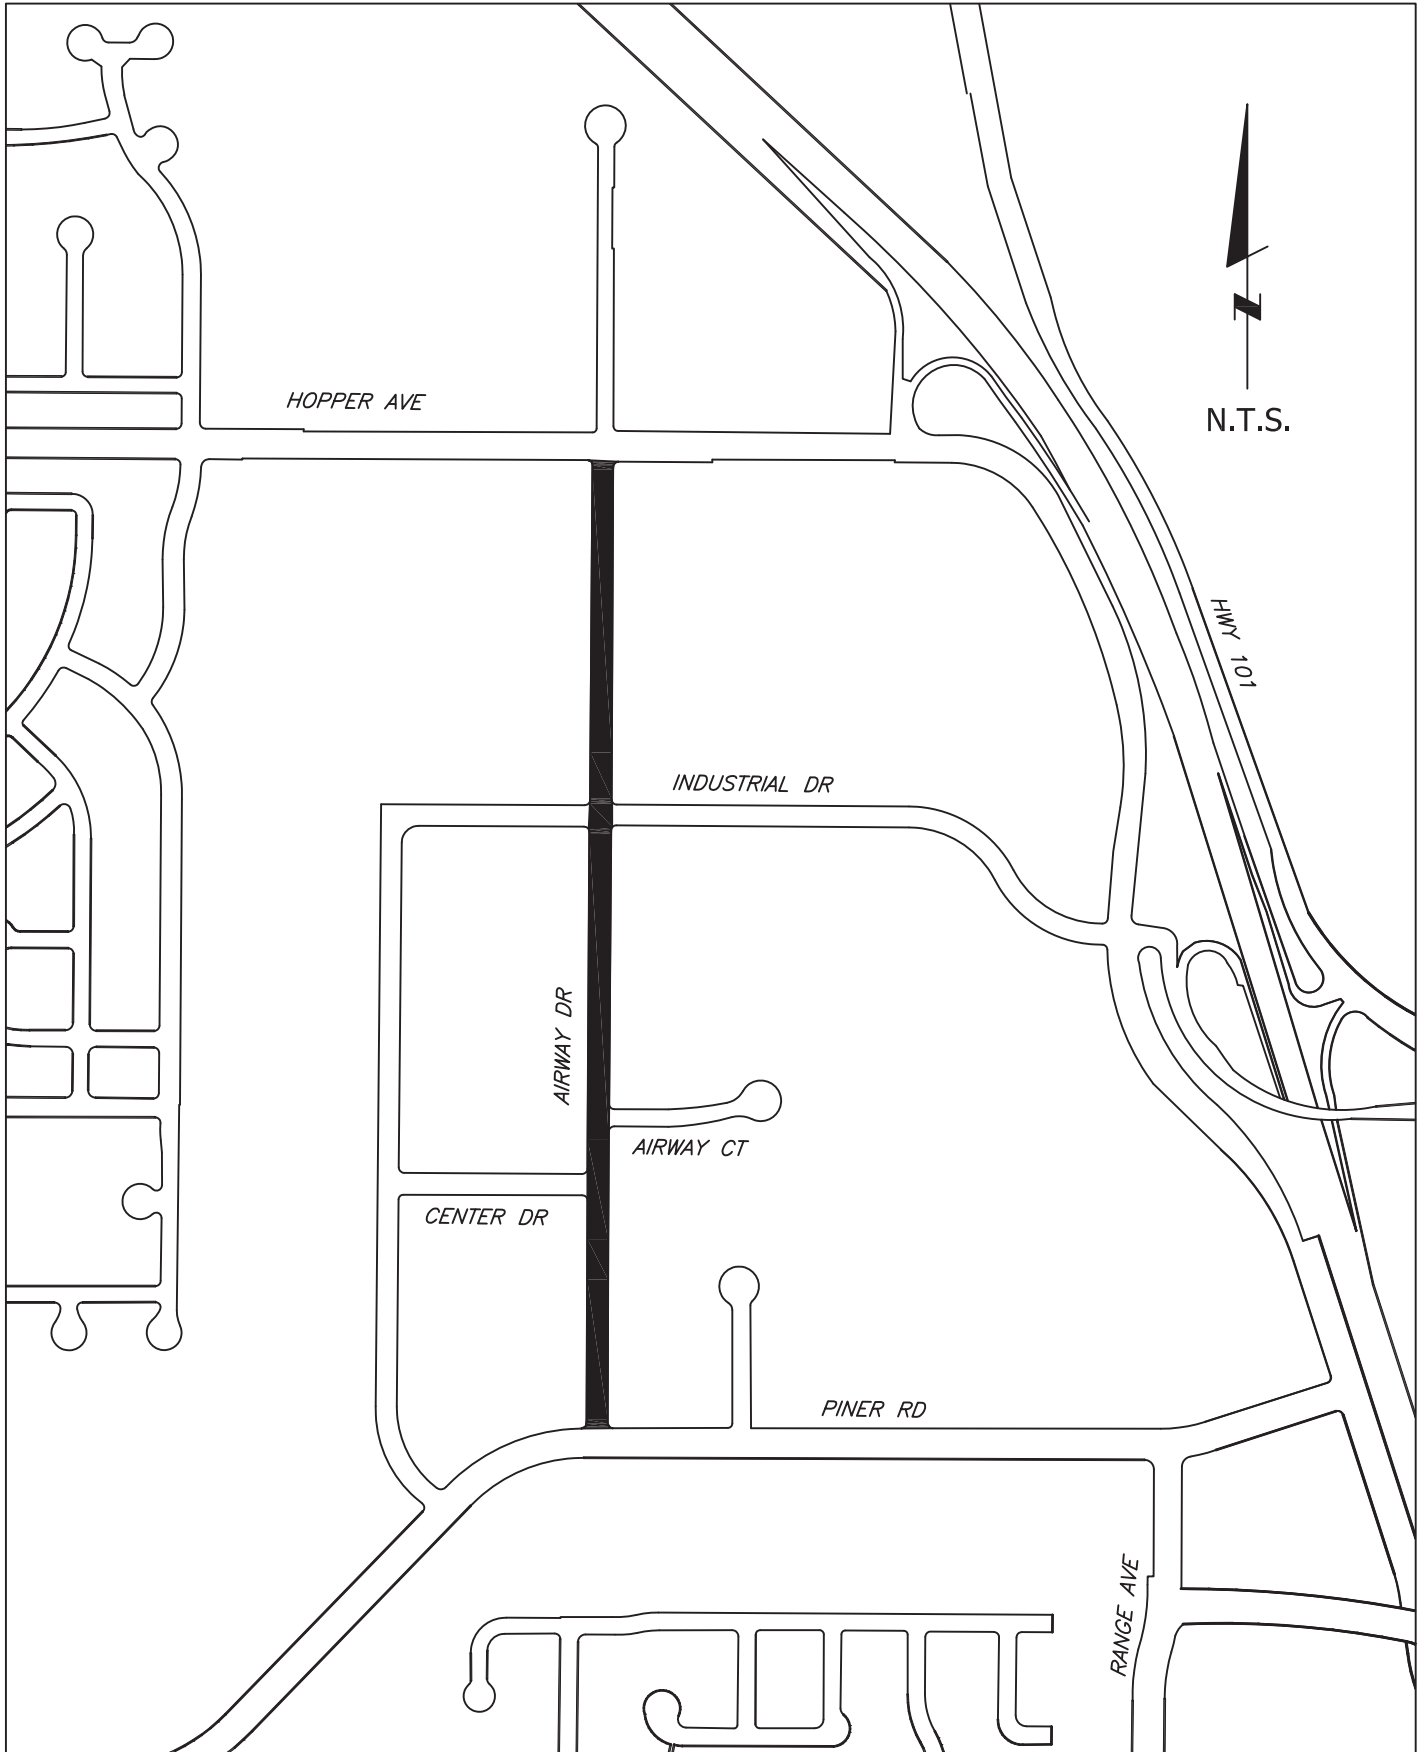 HOPPER AVE
N.T.S.
HWY 101
INDUSTRIAL DR
AIRWAY DR
AIRWAY CT
CENTER DR
PINER RD
RANGE AVE